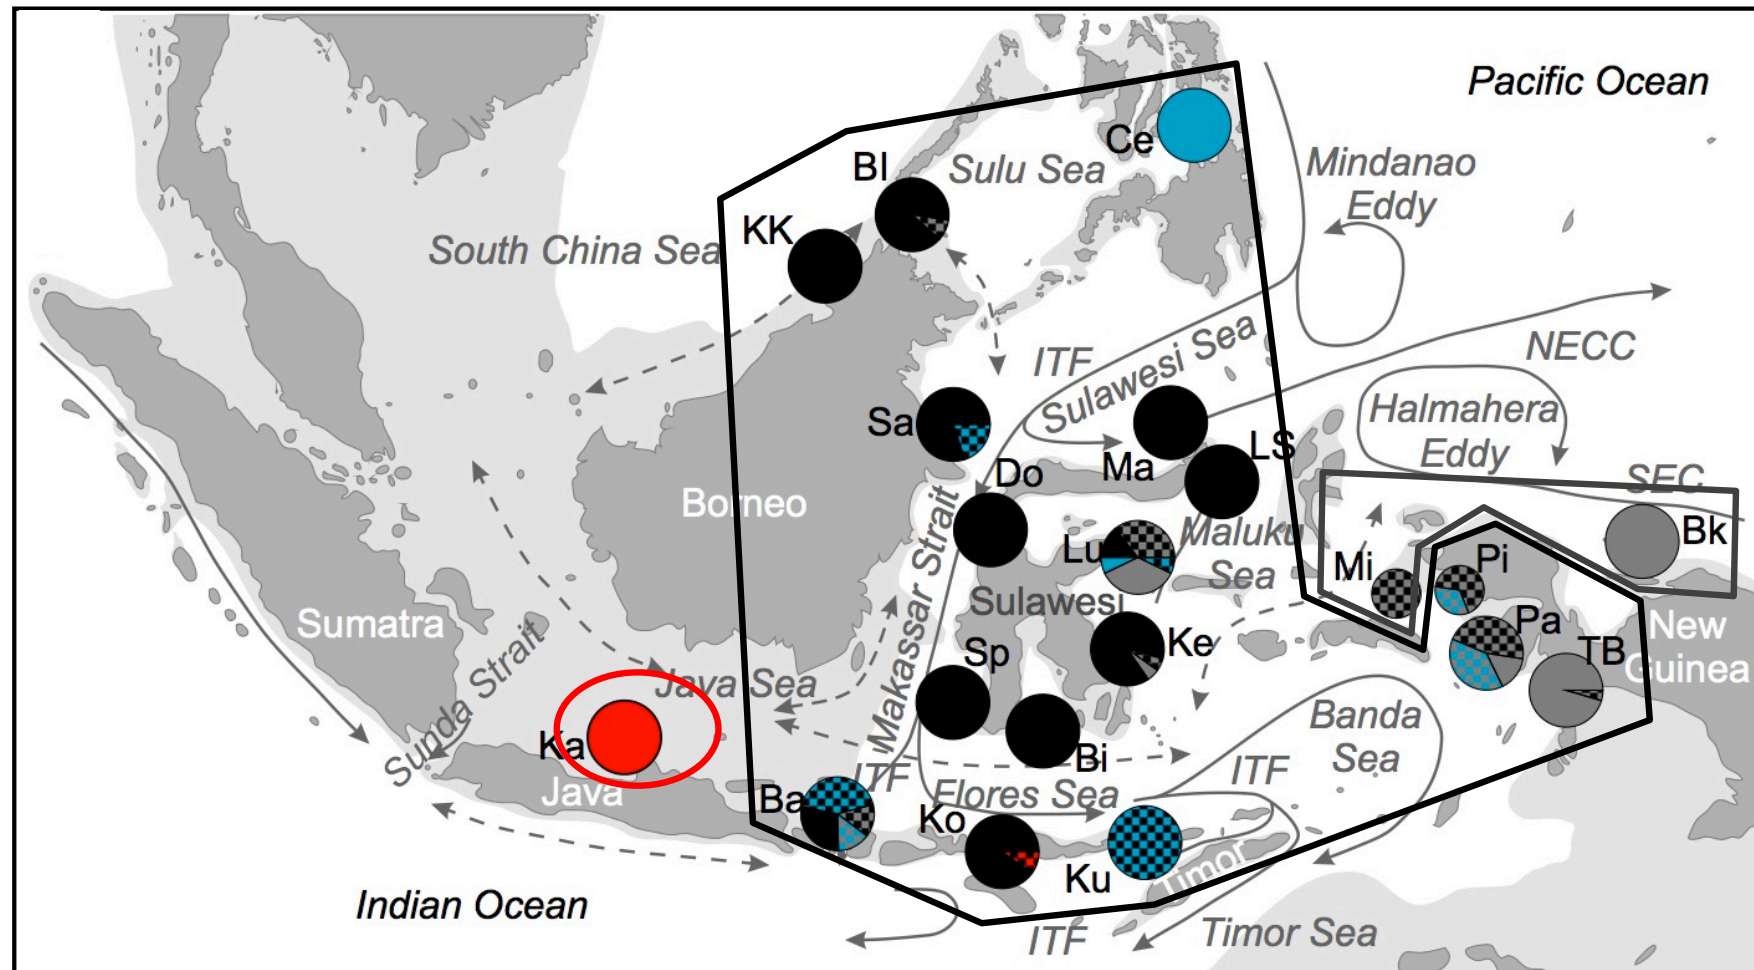 Pacific Ocean
Ce
Mindanao
Eddy
BI
Sulu Sea
KK
South China Sea
ITF
Sulawesi Sea
NECC
Halmahera
Eddy
Sa
Ma
LS
SEC
Do
Borneo
Makassar Strait
Maluku
Sea
Bk
Lu
Mi
Pi
Sulawesi
Sumatra
Pa
New
Guinea
TB
Ke
Sp
Sunda Strait
Java Sea
Ka
Banda
Sea
Bi
ITF
ITF
Java
Ba
Flores Sea
Ko
Ku
Timor
Indian Ocean
ITF
Timor Sea